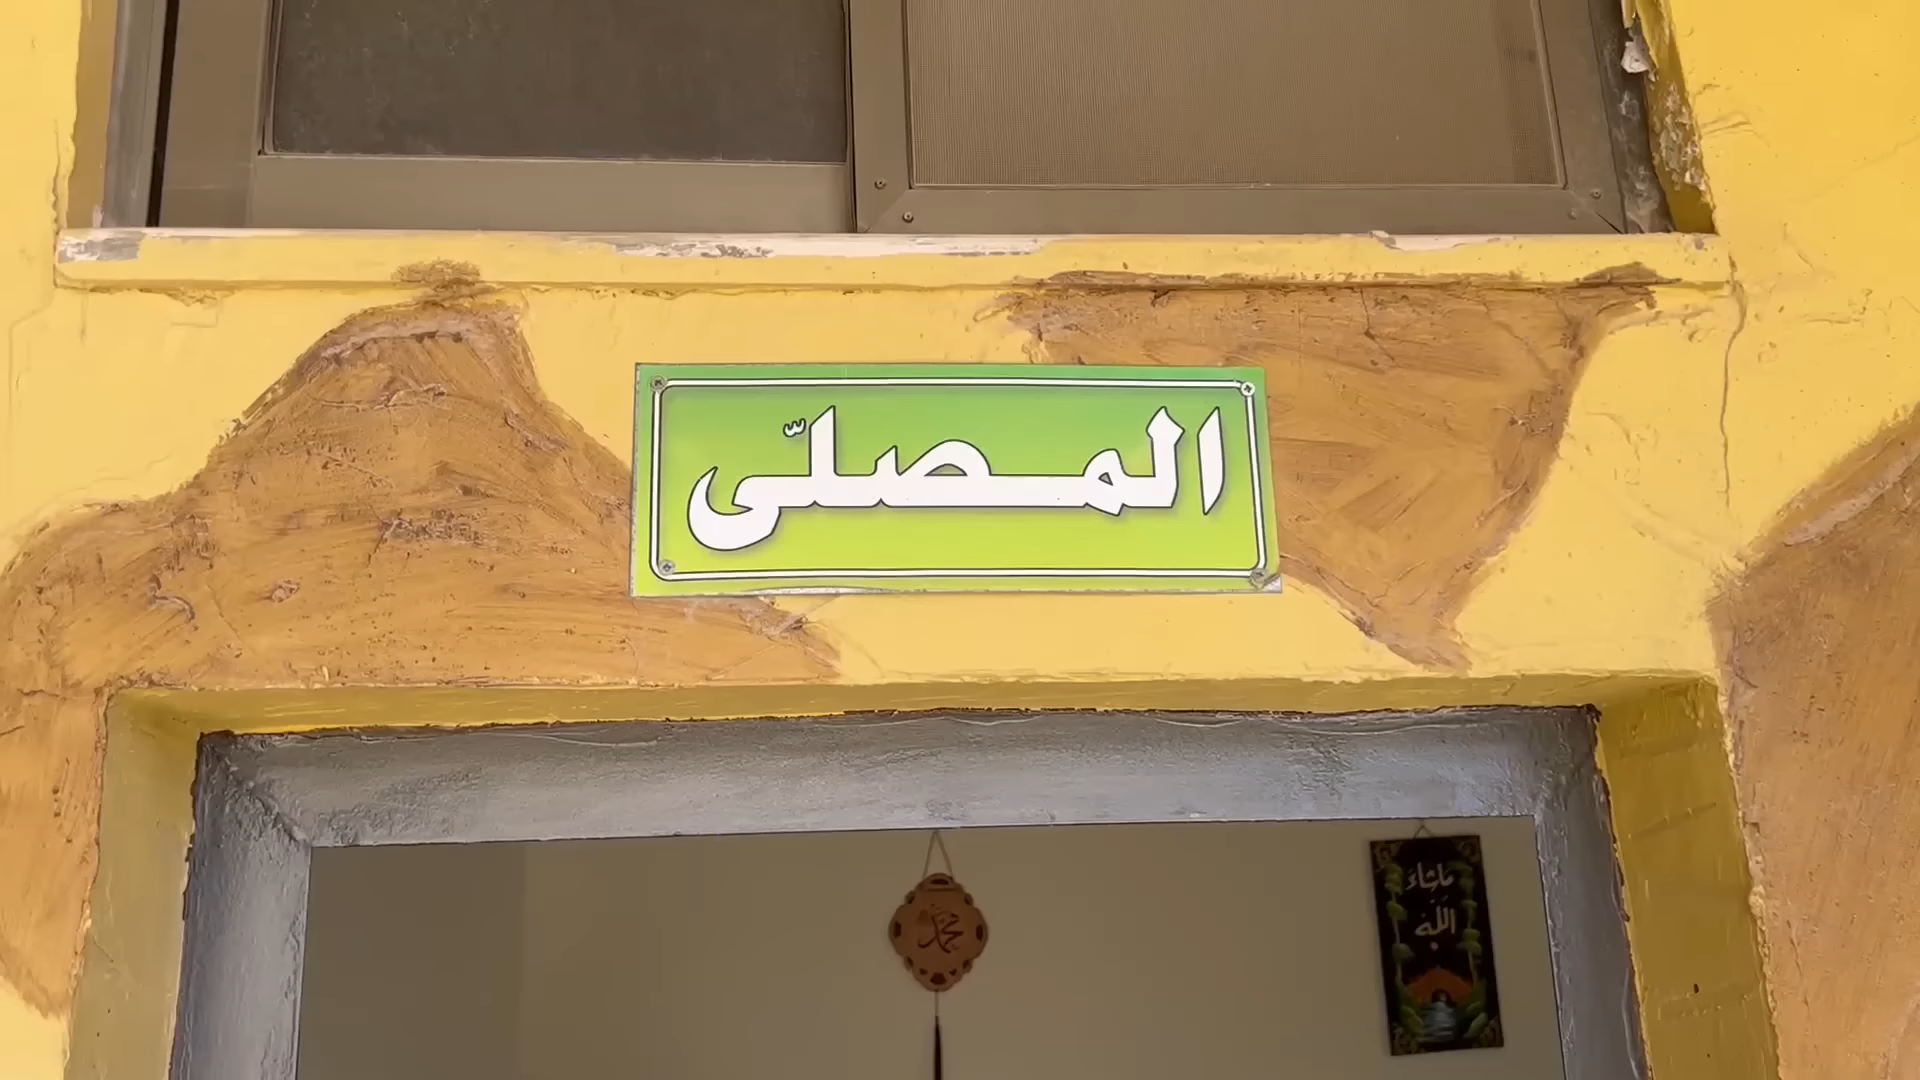 المصلّى
محمد
ماشاء
الله